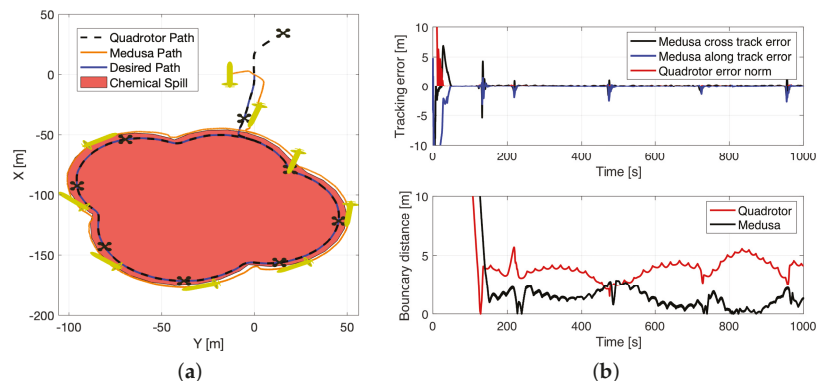 50
0
-50
-100
-150
-200
X [m]
-100
-50
0
50
Y [m]
Quadrotor Path
Medusa Path
Desired Path
Chemical Spill
(a)
10
5
0
-5
-10
Tracking error [m]
0
200
400
600
800
1000
Time [s]
Medusa cross track error
Medusa along track error
Quadrotor error norm
10
5
0
Bouncary distance [m]
0
200
400
600
800
1000
Time [s]
Quadrotor
Medusa
(b)